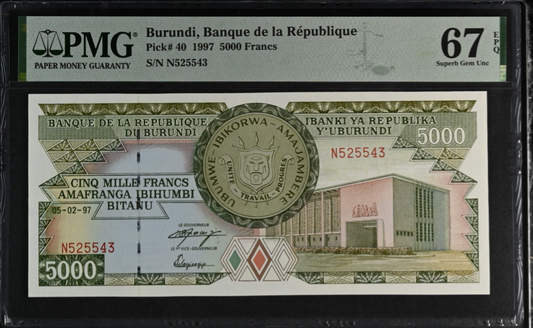 PMG
PAPER MONEY GUARANTY
Burundi, Banque de la République
Pick# 40 1997 5000 Francs
S/N N525543
67 EPQ
Superb Gem Unc
BANQUE DE LA REPUBLIQUE
DU BURUNDI
IBANKI YA REPUBLIKA
Y'UBURUNDI
5000
UBUMWE - IBIKORWA - AMAJAMBERE
UNITE - TRAVAIL - PROGRES
N525543
CINQ MILLE FRANCS
AMAFRANGA IBIHUMBI
BITANU
05-02-97
LE GOUVERNEUR
N525543
LE VICE-GOUVERNEUR
5000